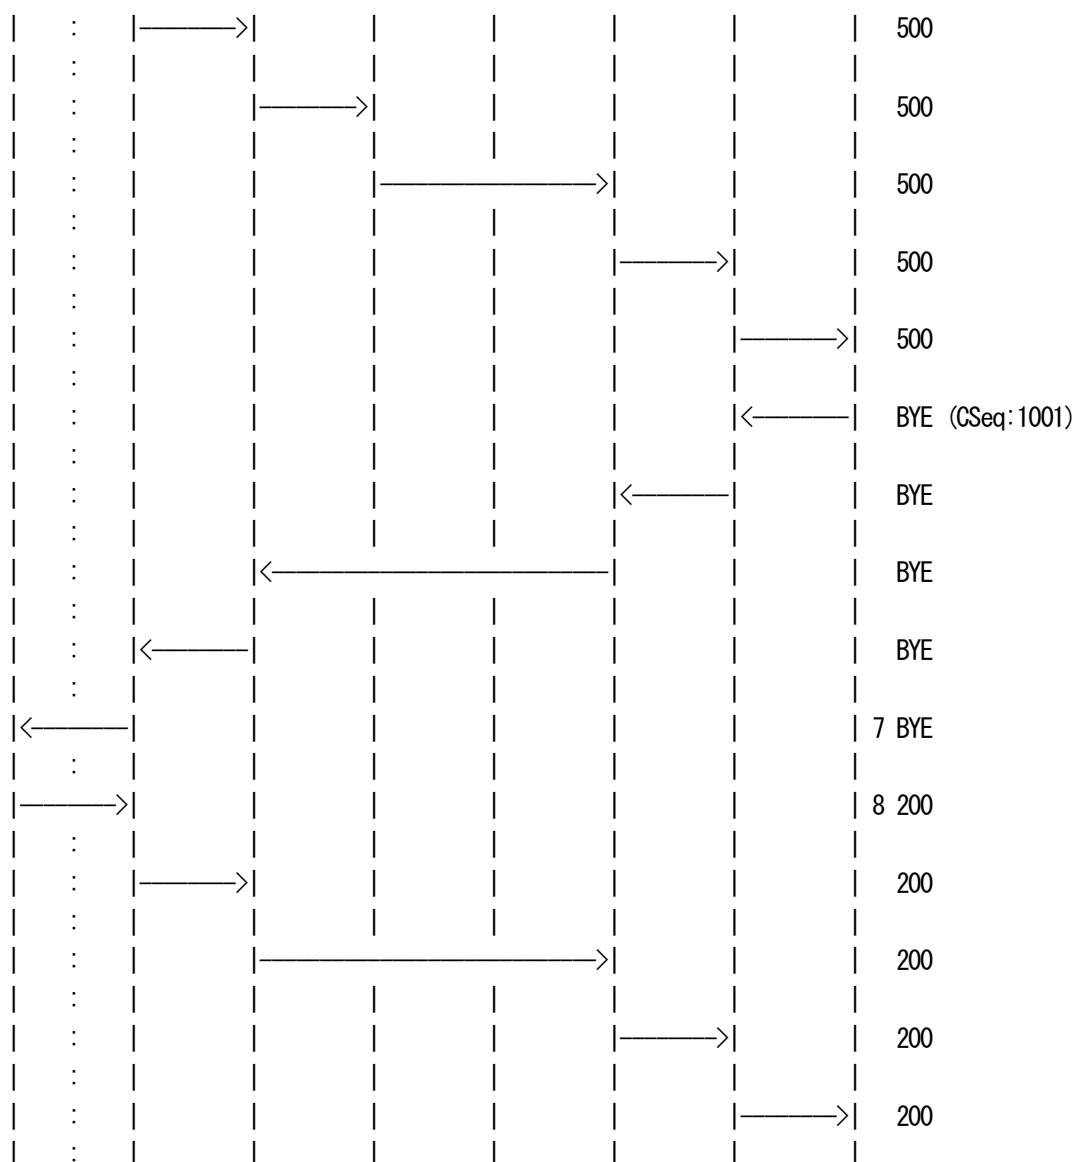 |    :    |-------->|         |         |         |         |         |  500
|    :    |         |         |         |         |         |         |
|    :    |         |-------->|         |         |         |         |  500
|    :    |         |         |         |         |         |         |
|    :    |         |         |------------------>|         |         |  500
|    :    |         |         |         |         |         |         |
|    :    |         |         |         |         |-------->|         |  500
|    :    |         |         |         |         |         |         |
|    :    |         |         |         |         |         |-------->|  500
|    :    |         |         |         |         |         |         |
|    :    |         |         |         |         |         |<--------|  BYE (CSeq:1001)
|    :    |         |         |         |         |         |         |
|    :    |         |         |         |         |<--------|         |  BYE
|    :    |         |         |         |         |         |         |
|    :    |         |<----------------------------|         |         |  BYE
|    :    |         |         |         |         |         |         |
|    :    |<--------|         |         |         |         |         |  BYE
|    :    |         |         |         |         |         |         |
|<--------|         |         |         |         |         |         | 7 BYE
|    :    |         |         |         |         |         |         |
|-------->|         |         |         |         |         |         | 8 200
|    :    |         |         |         |         |         |         |
|    :    |-------->|         |         |         |         |         |  200
|    :    |         |         |         |         |         |         |
|    :    |         |---------------------------->|         |         |  200
|    :    |         |         |         |         |         |         |
|    :    |         |         |         |         |-------->|         |  200
|    :    |         |         |         |         |         |         |
|    :    |         |         |         |         |         |-------->|  200
|    :    |         |         |         |         |         |         |